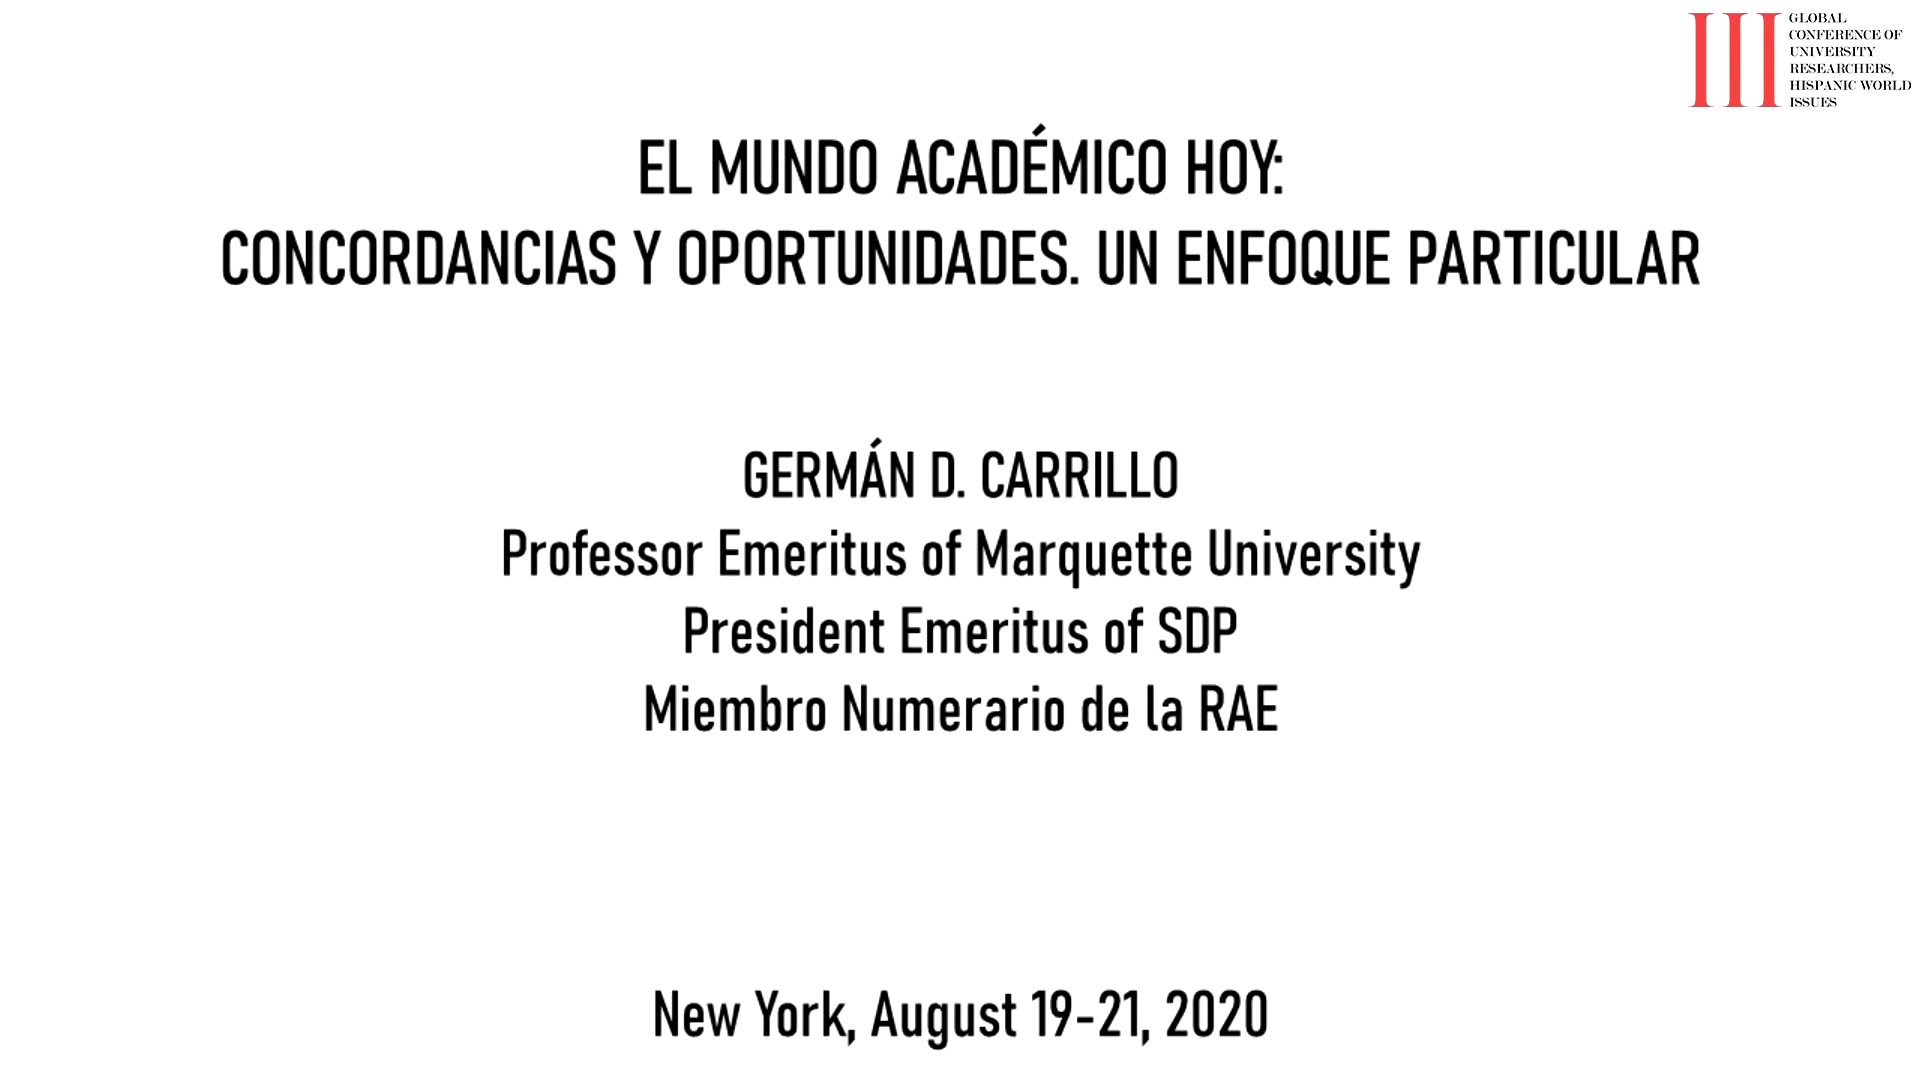 III
GLOBAL
CONFERENCE OF
UNIVERSITY
RESEARCHERS,
HISPANIC WORLD
ISSUES
EL MUNDO ACADÉMICO HOY:
CONCORDANCIAS Y OPORTUNIDADES. UN ENFOQUE PARTICULAR
GERMÁN D. CARRILLO
Professor Emeritus of Marquette University
President Emeritus of SDP
Miembro Numerario de la RAE
New York, August 19-21, 2020